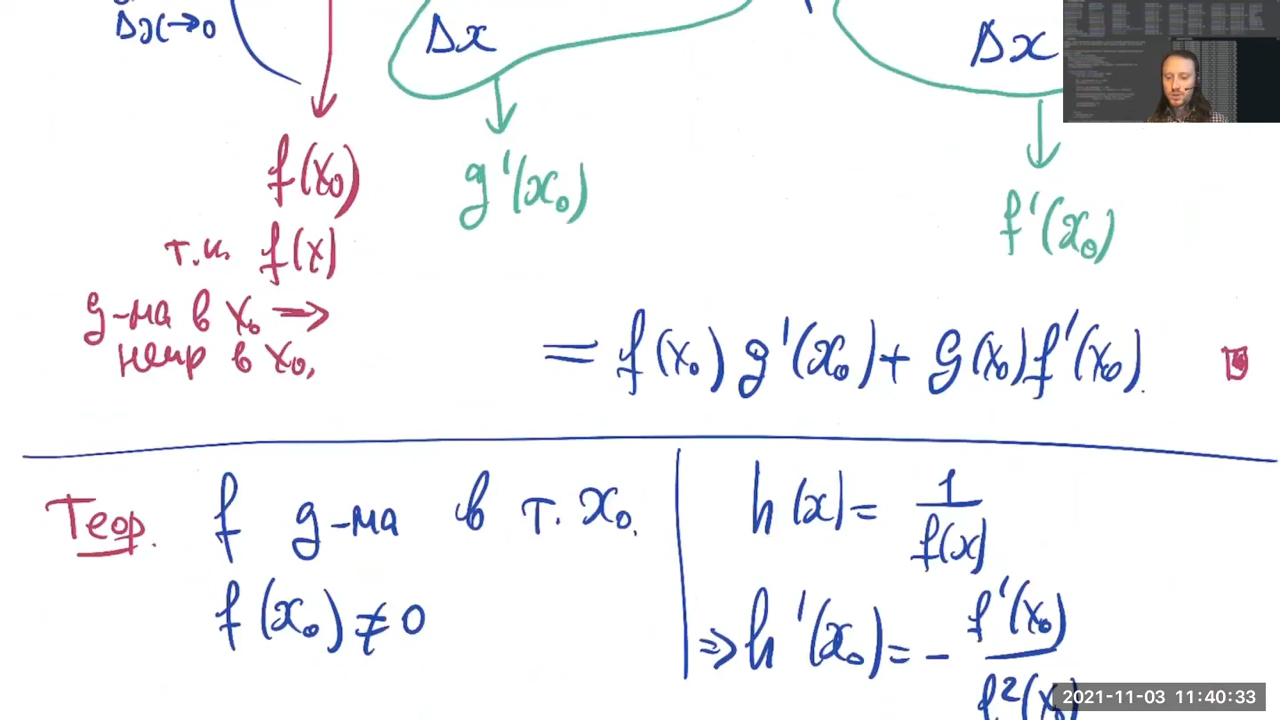 Δx→0
Δx
Δx
f(x₀)
g'(x₀)
f'(x₀)
т.к. f(x)
g-ма в x₀ →
непр в x₀,
= f(x₀)g'(x₀)+ g(x₀)f'(x₀).
Теор. f g-ма в т. x₀.
f(x₀)≠0
h(x)= 1/f(x)
⇒ h'(x₀)= - f'(x₀)/f²(x₀)
2021-11-03 11:40:33